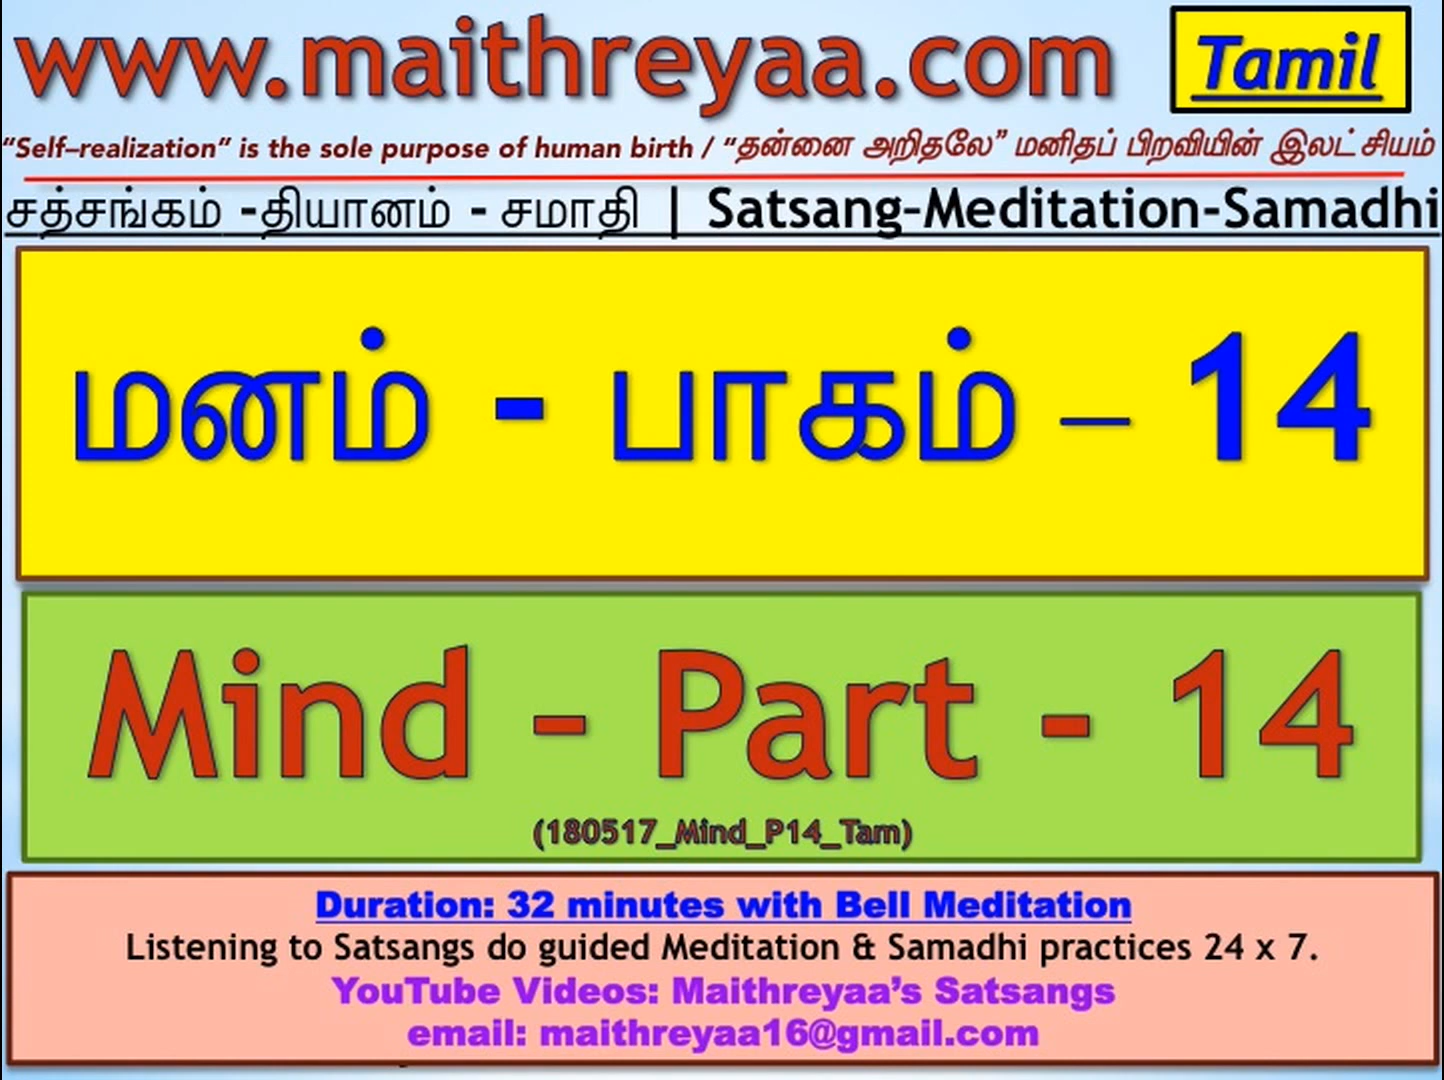 www.maithreyaa.com
Tamil
“Self–realization” is the sole purpose of human birth / “தன்னை அறிதலே” மனிதப் பிறவியின் இலட்சியம்
சத்சங்கம் -தியானம் - சமாதி | Satsang-Meditation-Samadhi
மனம் - பாகம் – 14
Mind - Part - 14
(180517_Mind_P14_Tam)
Duration: 32 minutes with Bell Meditation
Listening to Satsangs do guided Meditation & Samadhi practices 24 x 7.
YouTube Videos: Maithreyaa’s Satsangs
email: maithreyaa16@gmail.com